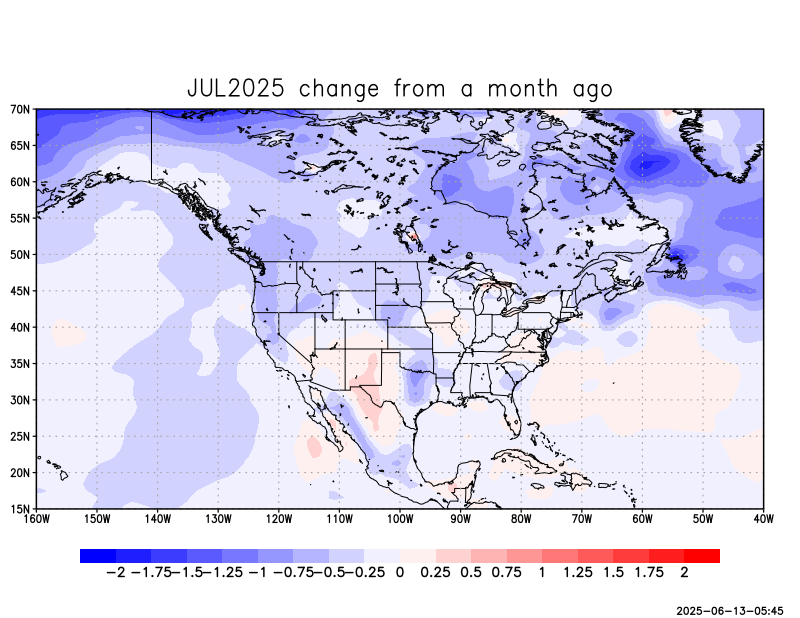 JUL2025 change from a month ago
70N
65N
60N
55N
50N
45N
40N
35N
30N
25N
20N
15N
160W 150W 140W 130W 120W 110W 100W 90W 80W 70W 60W 50W 40W
−2 −1.75 −1.5 −1.25 −1 −0.75 −0.5 −0.25 0 0.25 0.5 0.75 1 1.25 1.5 1.75 2
2025-06-13-05:45